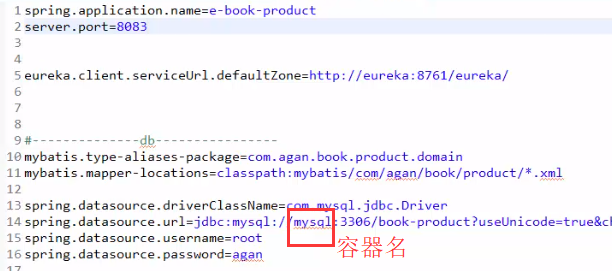 1 spring.application.name=e-book-product
2 server.port=8083
3
4
5 eureka.client.serviceUrl.defaultZone=http://eureka:8761/eureka/
6
7
8
9 #--------------db----------------
10 mybatis.type-aliases-package=com.agan.book.product.domain
11 mybatis.mapper-locations=classpath:mybatis/com/agan/book/product/*.xml
12
13 spring.datasource.driverClassName=com.mysql.jdbc.Driver
14 spring.datasource.url=jdbc:mysql://mysql:3306/book-product?useUnicode=true&
15 spring.datasource.username=root
容器名
16 spring.datasource.password=agan